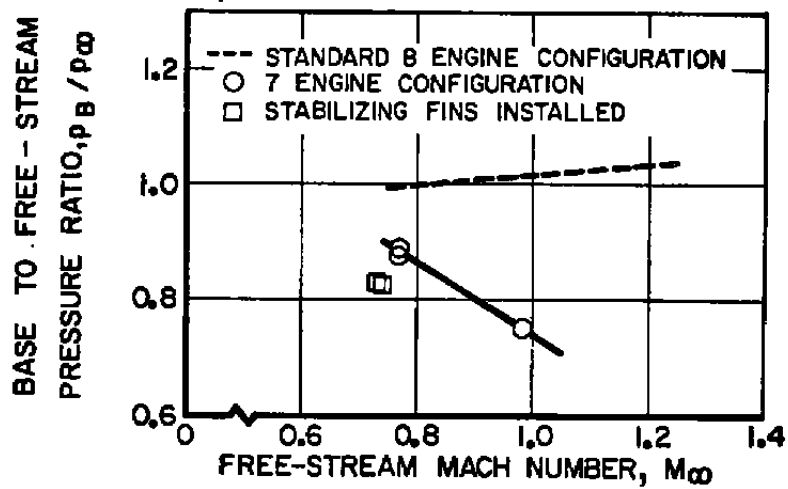 BASE TO FREE-STREAM
PRESSURE RATIO, pB/p∞
1.2
1.0
0.8
0.6
STANDARD 8 ENGINE CONFIGURATION
7 ENGINE CONFIGURATION
STABILIZING FINS INSTALLED
0 0.6 0.8 1.0 1.2 1.4
FREE-STREAM MACH NUMBER, M∞